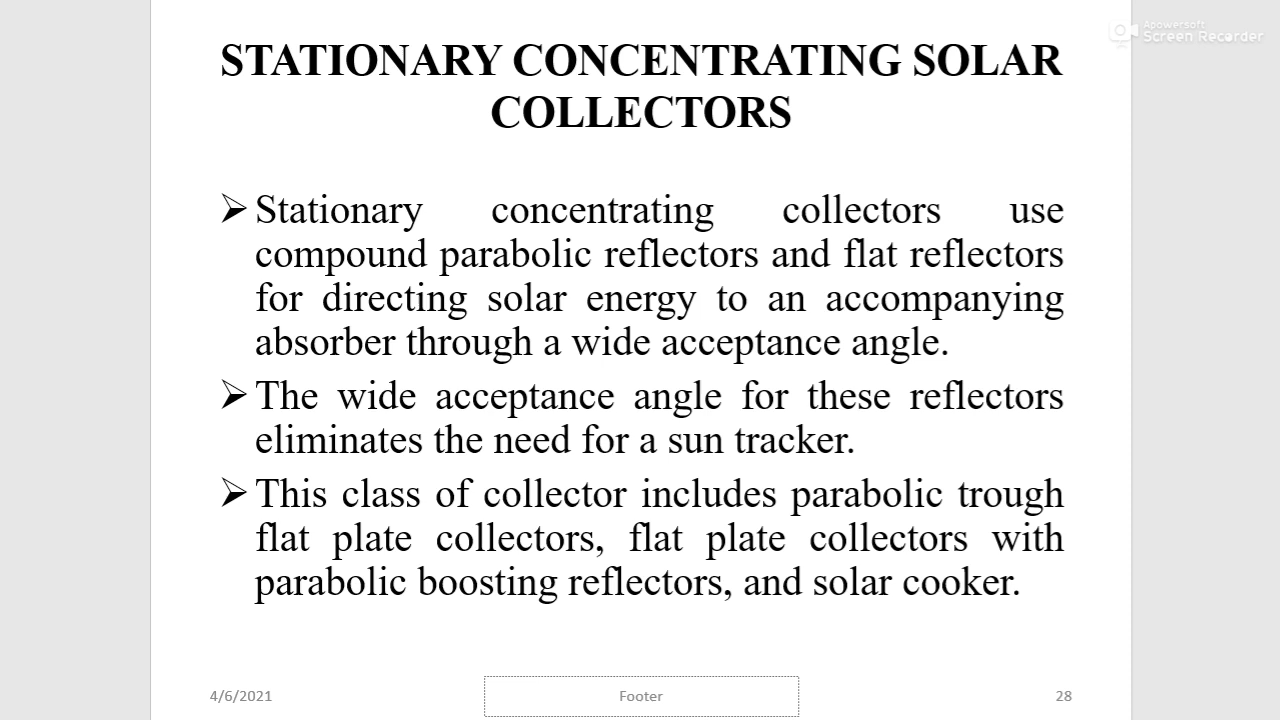 Apowersoft
Screen Recorder
STATIONARY CONCENTRATING SOLAR
COLLECTORS
Stationary concentrating collectors use
compound parabolic reflectors and flat reflectors
for directing solar energy to an accompanying
absorber through a wide acceptance angle.
The wide acceptance angle for these reflectors
eliminates the need for a sun tracker.
This class of collector includes parabolic trough
flat plate collectors, flat plate collectors with
parabolic boosting reflectors, and solar cooker.
4/6/2021
Footer
28